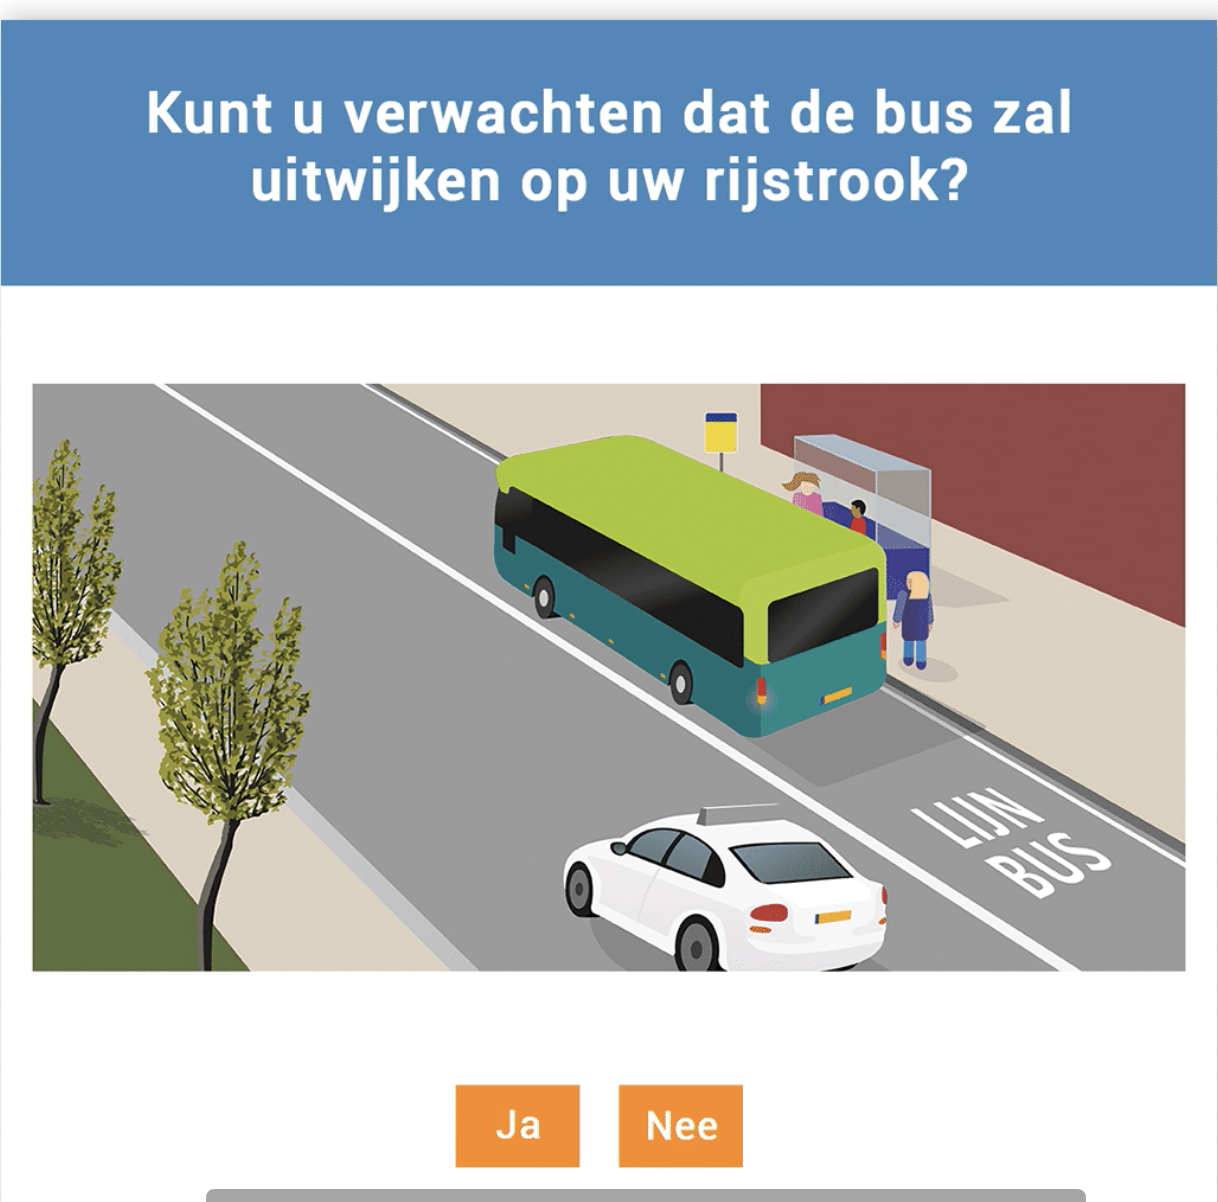 Kunt u verwachten dat de bus zal
uitwijken op uw rijstrook?
LIJN
BUS
Ja
Nee